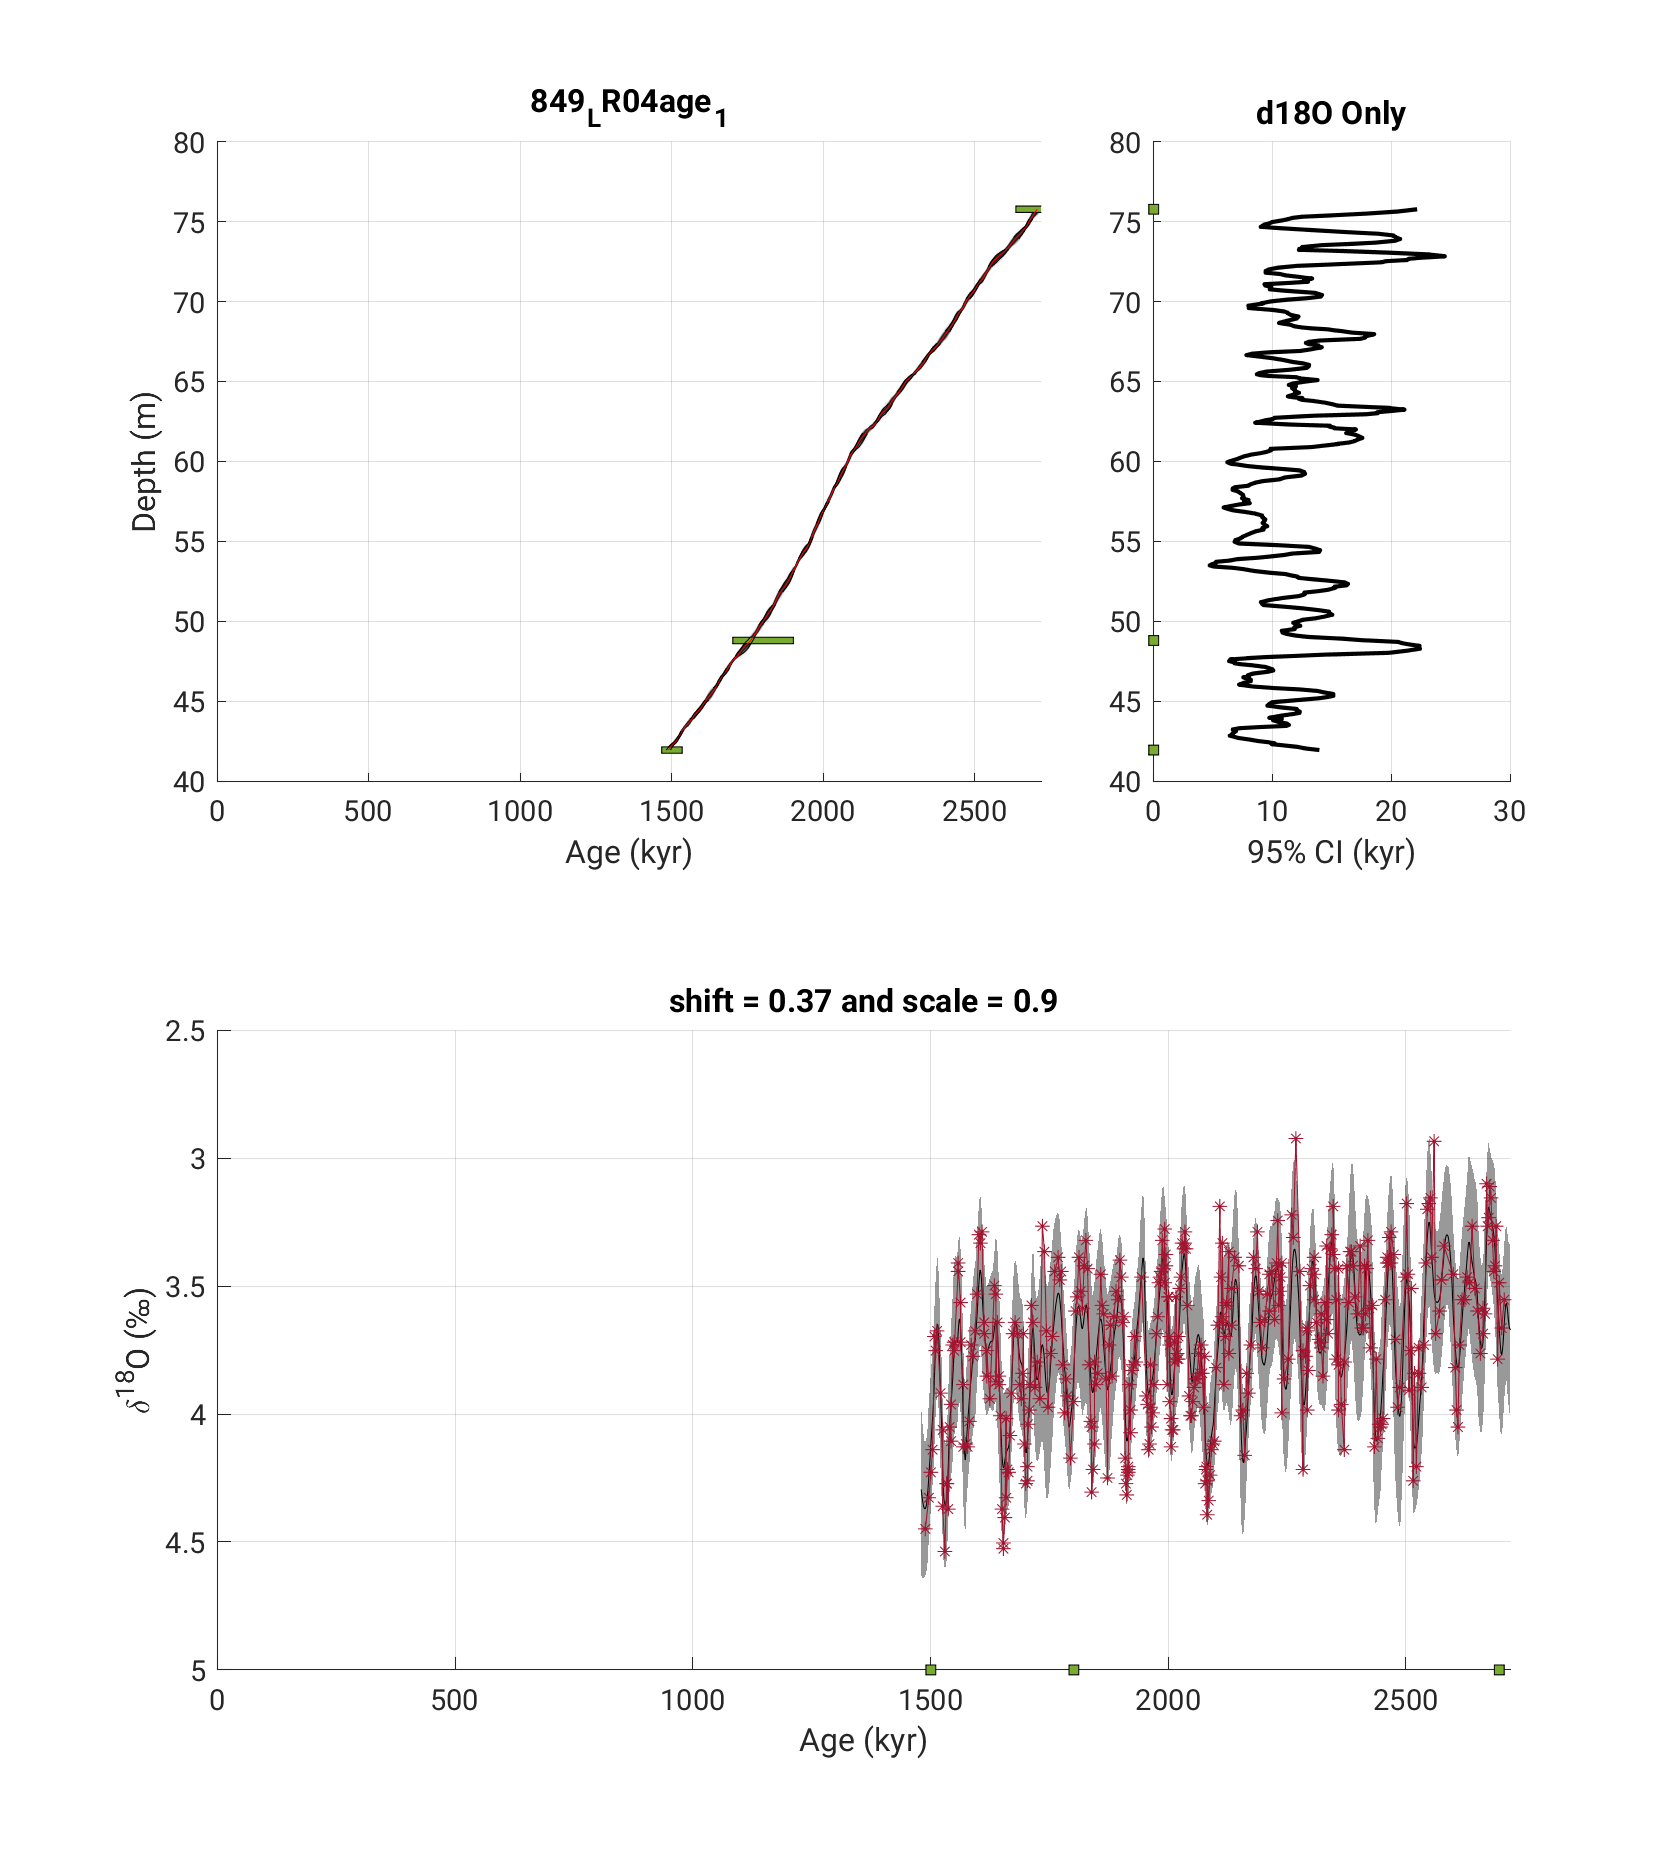 849LR04age1
80
75
70
65
60
55
50
45
40
Depth (m)
0 500 1000 1500 2000 2500
Age (kyr)
d18O Only
80
75
70
65
60
55
50
45
40
0 10 20 30
95% CI (kyr)
shift = 0.37 and scale = 0.9
2.5
3
3.5
4
4.5
5
δ18O (‰)
0 500 1000 1500 2000 2500
Age (kyr)